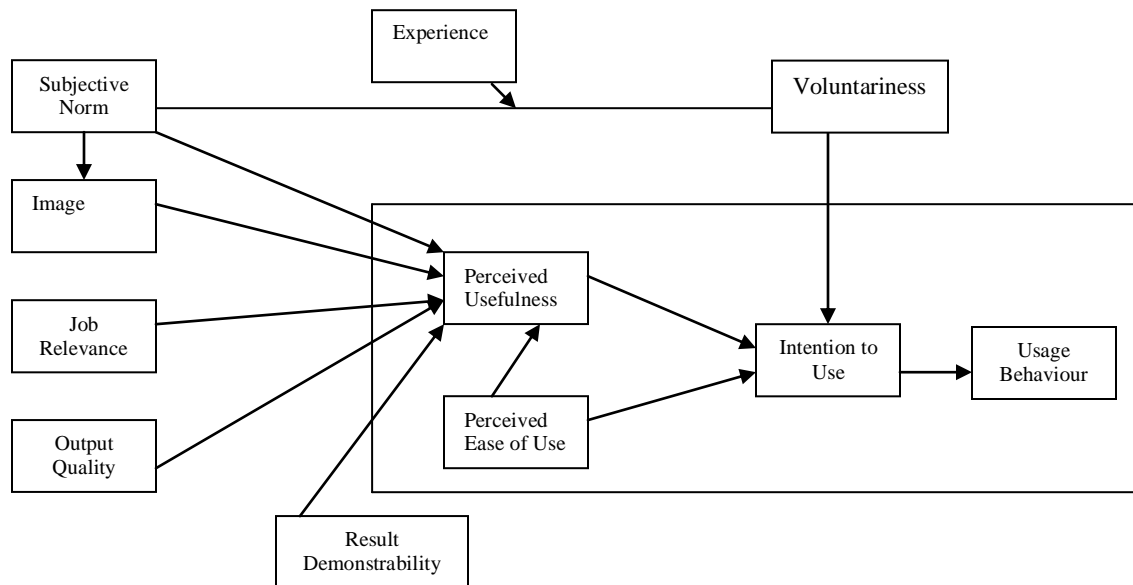 Experience
Subjective
Norm
Voluntariness
Image
Perceived
Usefulness
Job
Relevance
Intention to
Use
Usage
Behaviour
Perceived
Ease of Use
Output
Quality
Result
Demonstrability